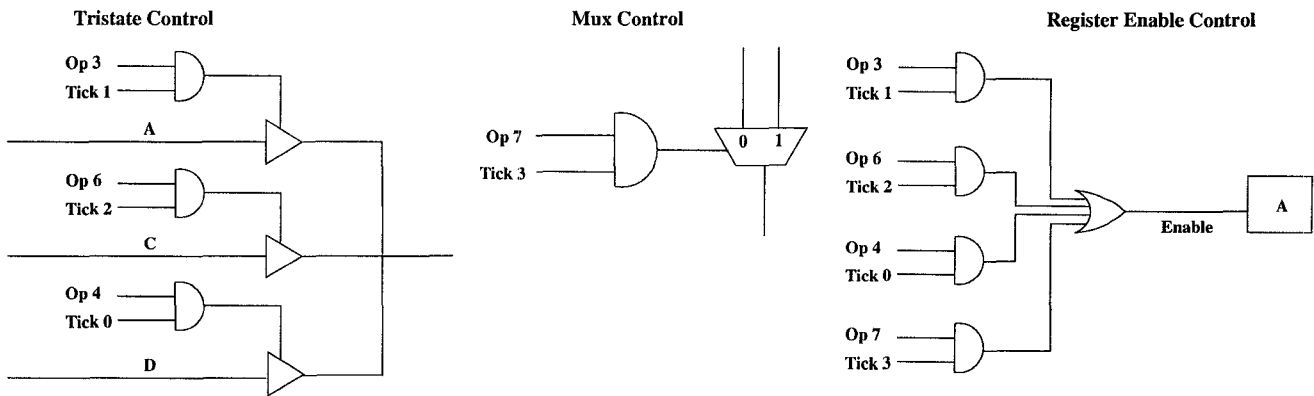 Tristate Control
Op 3
Tick 1
A
Op 6
Tick 2
C
Op 4
Tick 0
D
Mux Control
Op 7
Tick 3
0 1
Register Enable Control
Op 3
Tick 1
Op 6
Tick 2
Op 4
Tick 0
Op 7
Tick 3
Enable
A